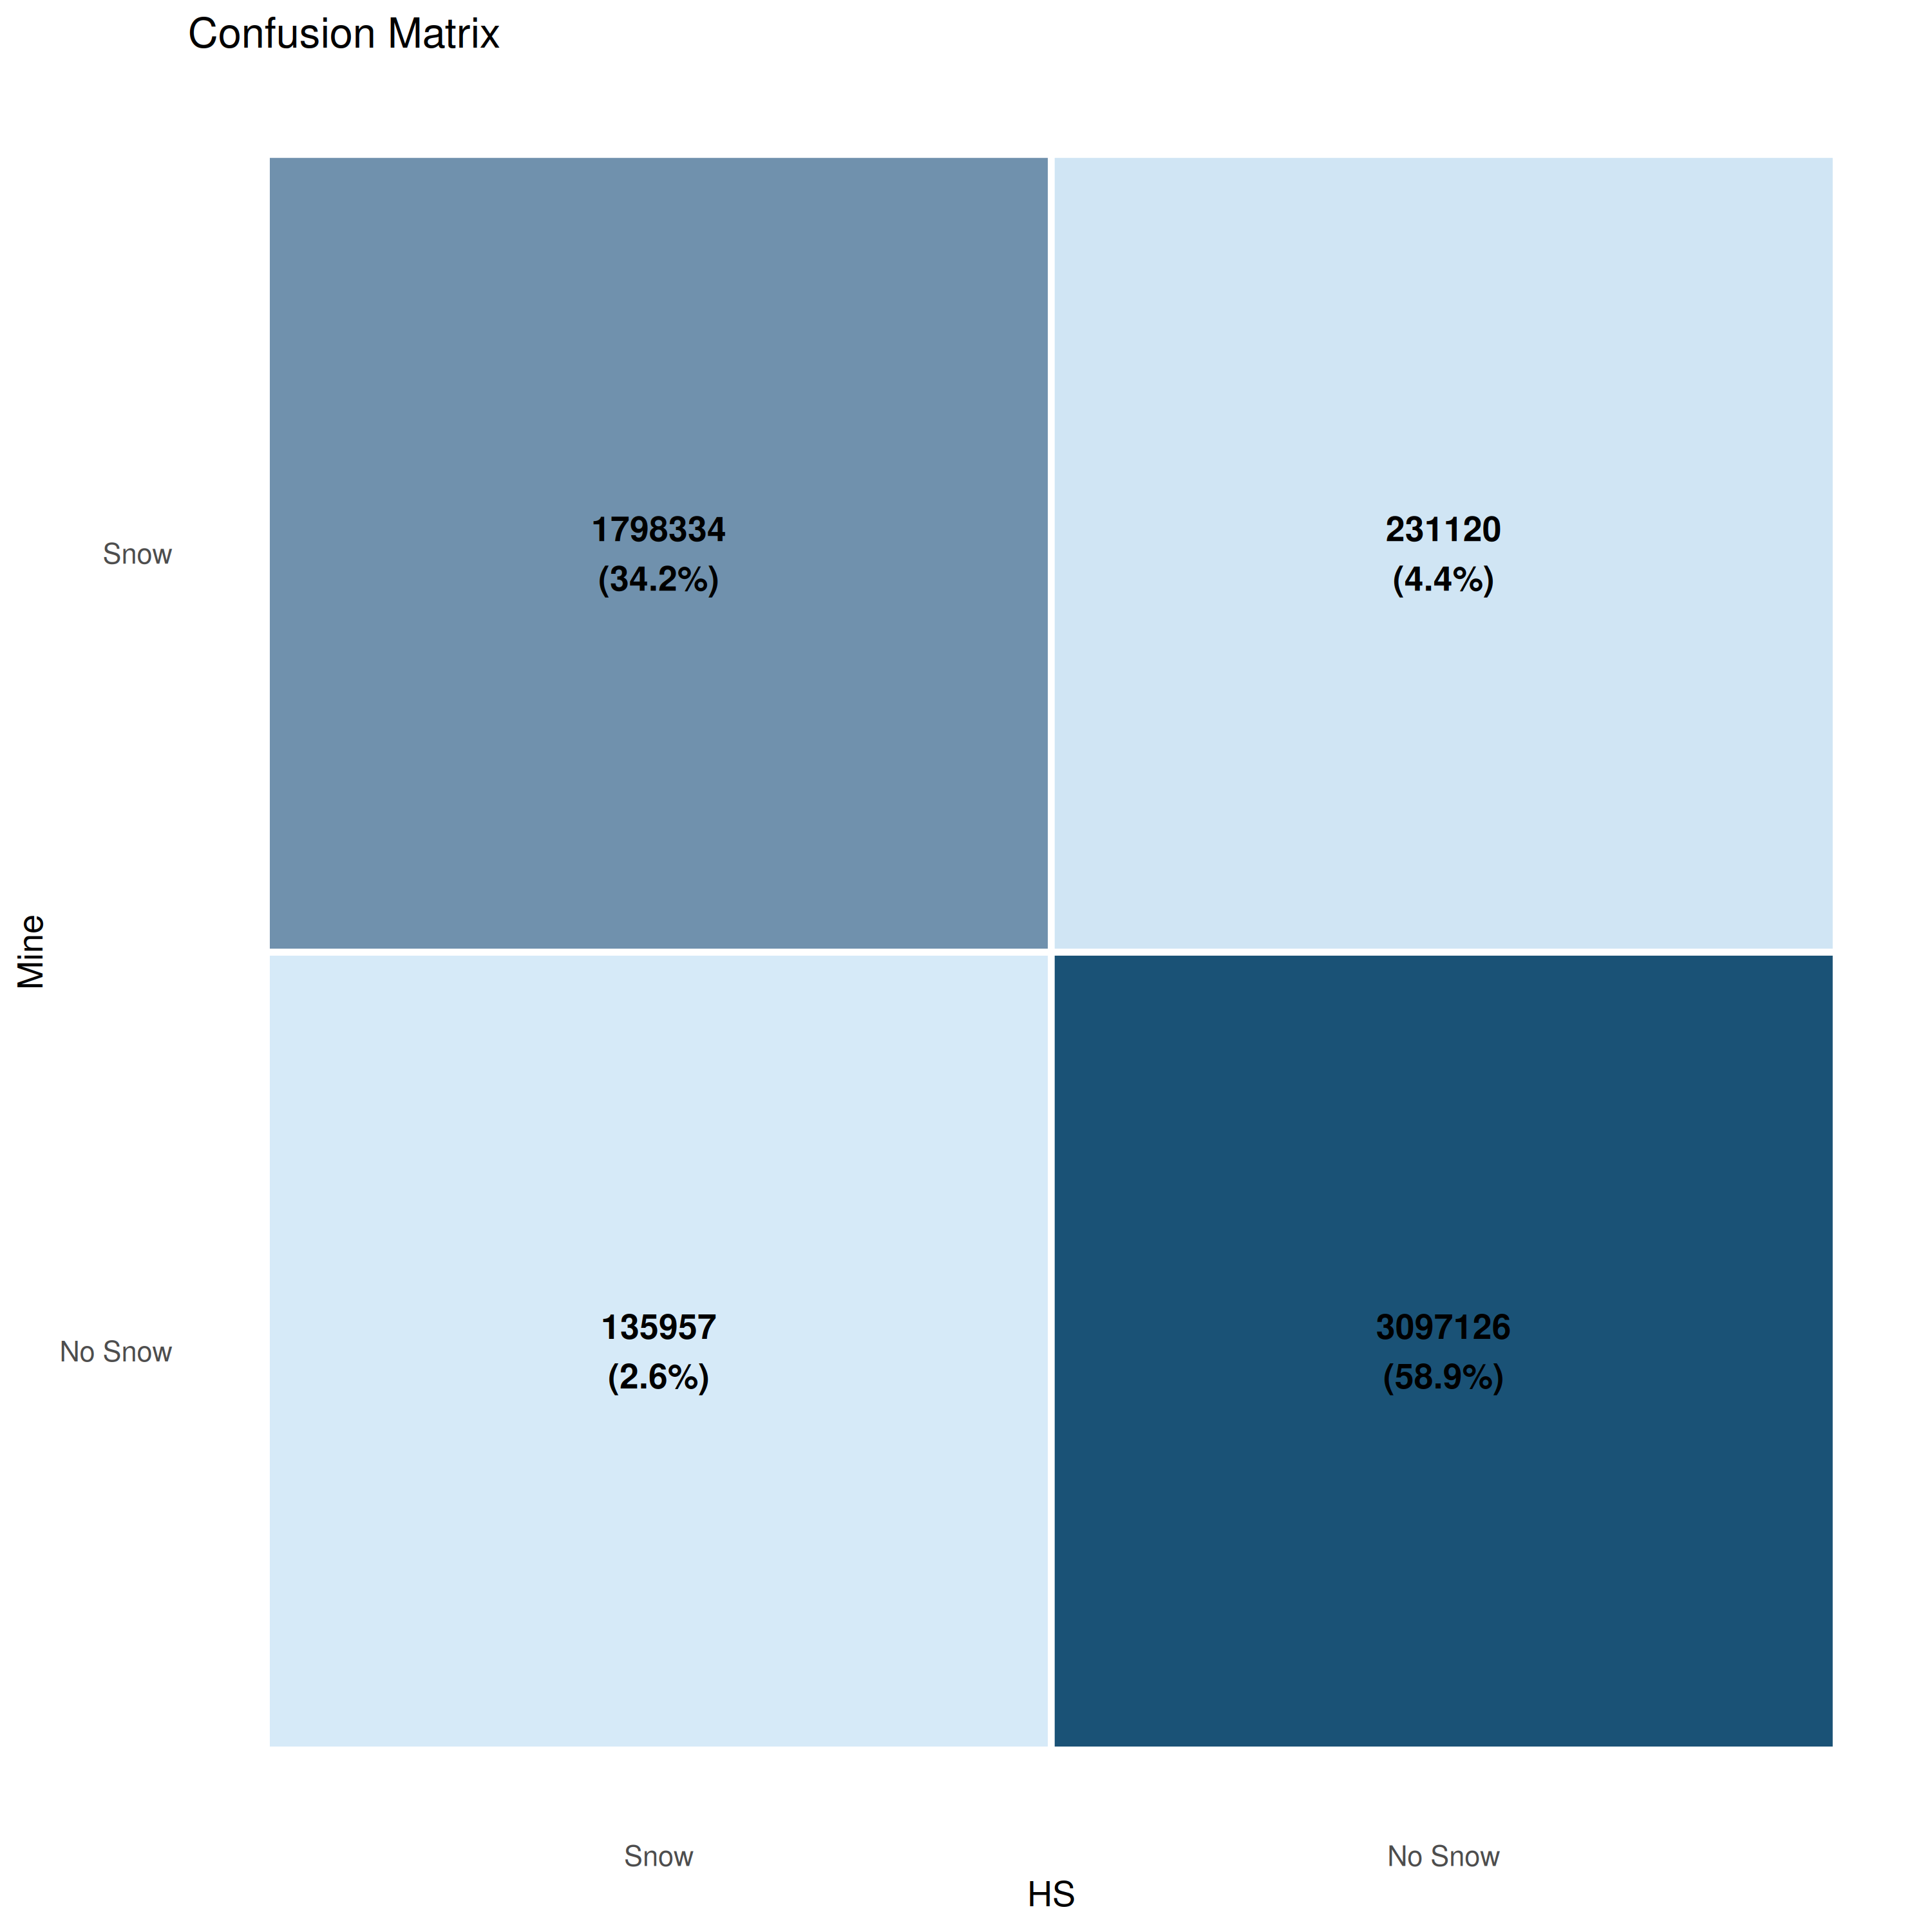 Confusion Matrix
Snow
1798334
(34.2%)
231120
(4.4%)
Mine
No Snow
135957
(2.6%)
3097126
(58.9%)
Snow
No Snow
HS